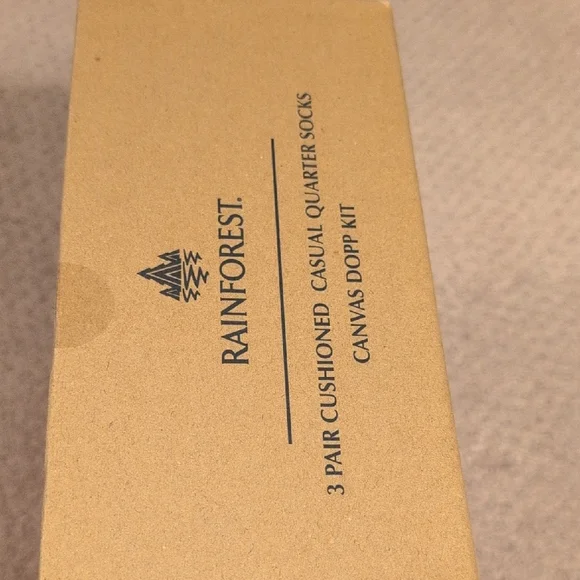 RAINFOREST.
3 PAIR CUSHIONED CASUAL QUARTER SOCKS
CANVAS DOPP KIT